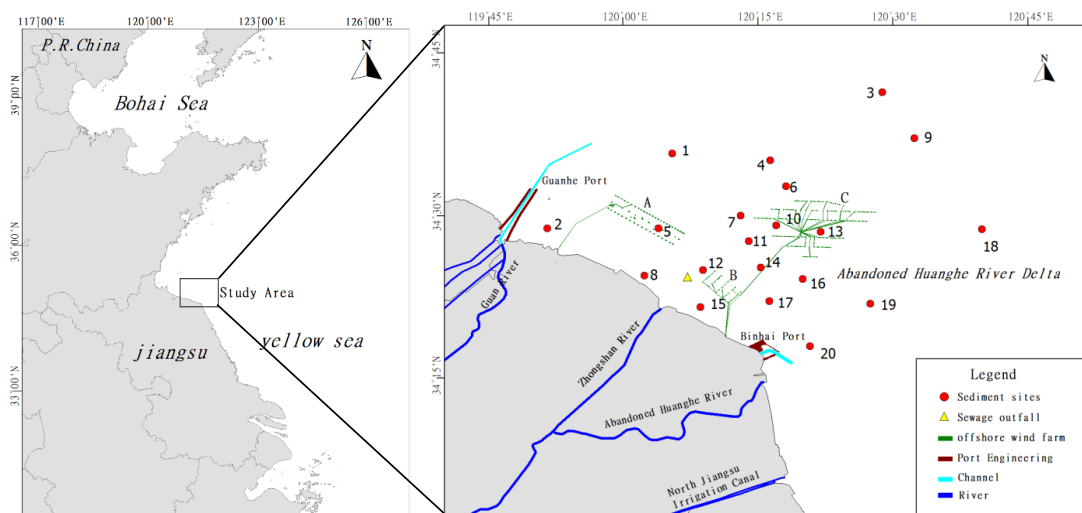 117°0'E 120°0'E 123°0'E 126°0'E
39°0'N
36°0'N
33°0'N
P.R.China
N
Bohai Sea
Study Area
yellow sea
jiangsu
119°45'E 120°0'E 120°15'E 120°30'E 120°45'E
34°45'N
34°30'N
34°15'N
N
3
9
1
4
6
Guanhe Port
A
C
7
10
2
5
13
18
11
12
14
8
B
16
Abandoned Huanghe River Delta
Guan River
15
17
19
Binhai Port
20
Zhongshan River
Abandoned Huanghe River
North Jiangsu
Irrigation Canal
Legend
Sediment sites
Sewage outfall
offshore wind farm
Port Engineering
Channel
River